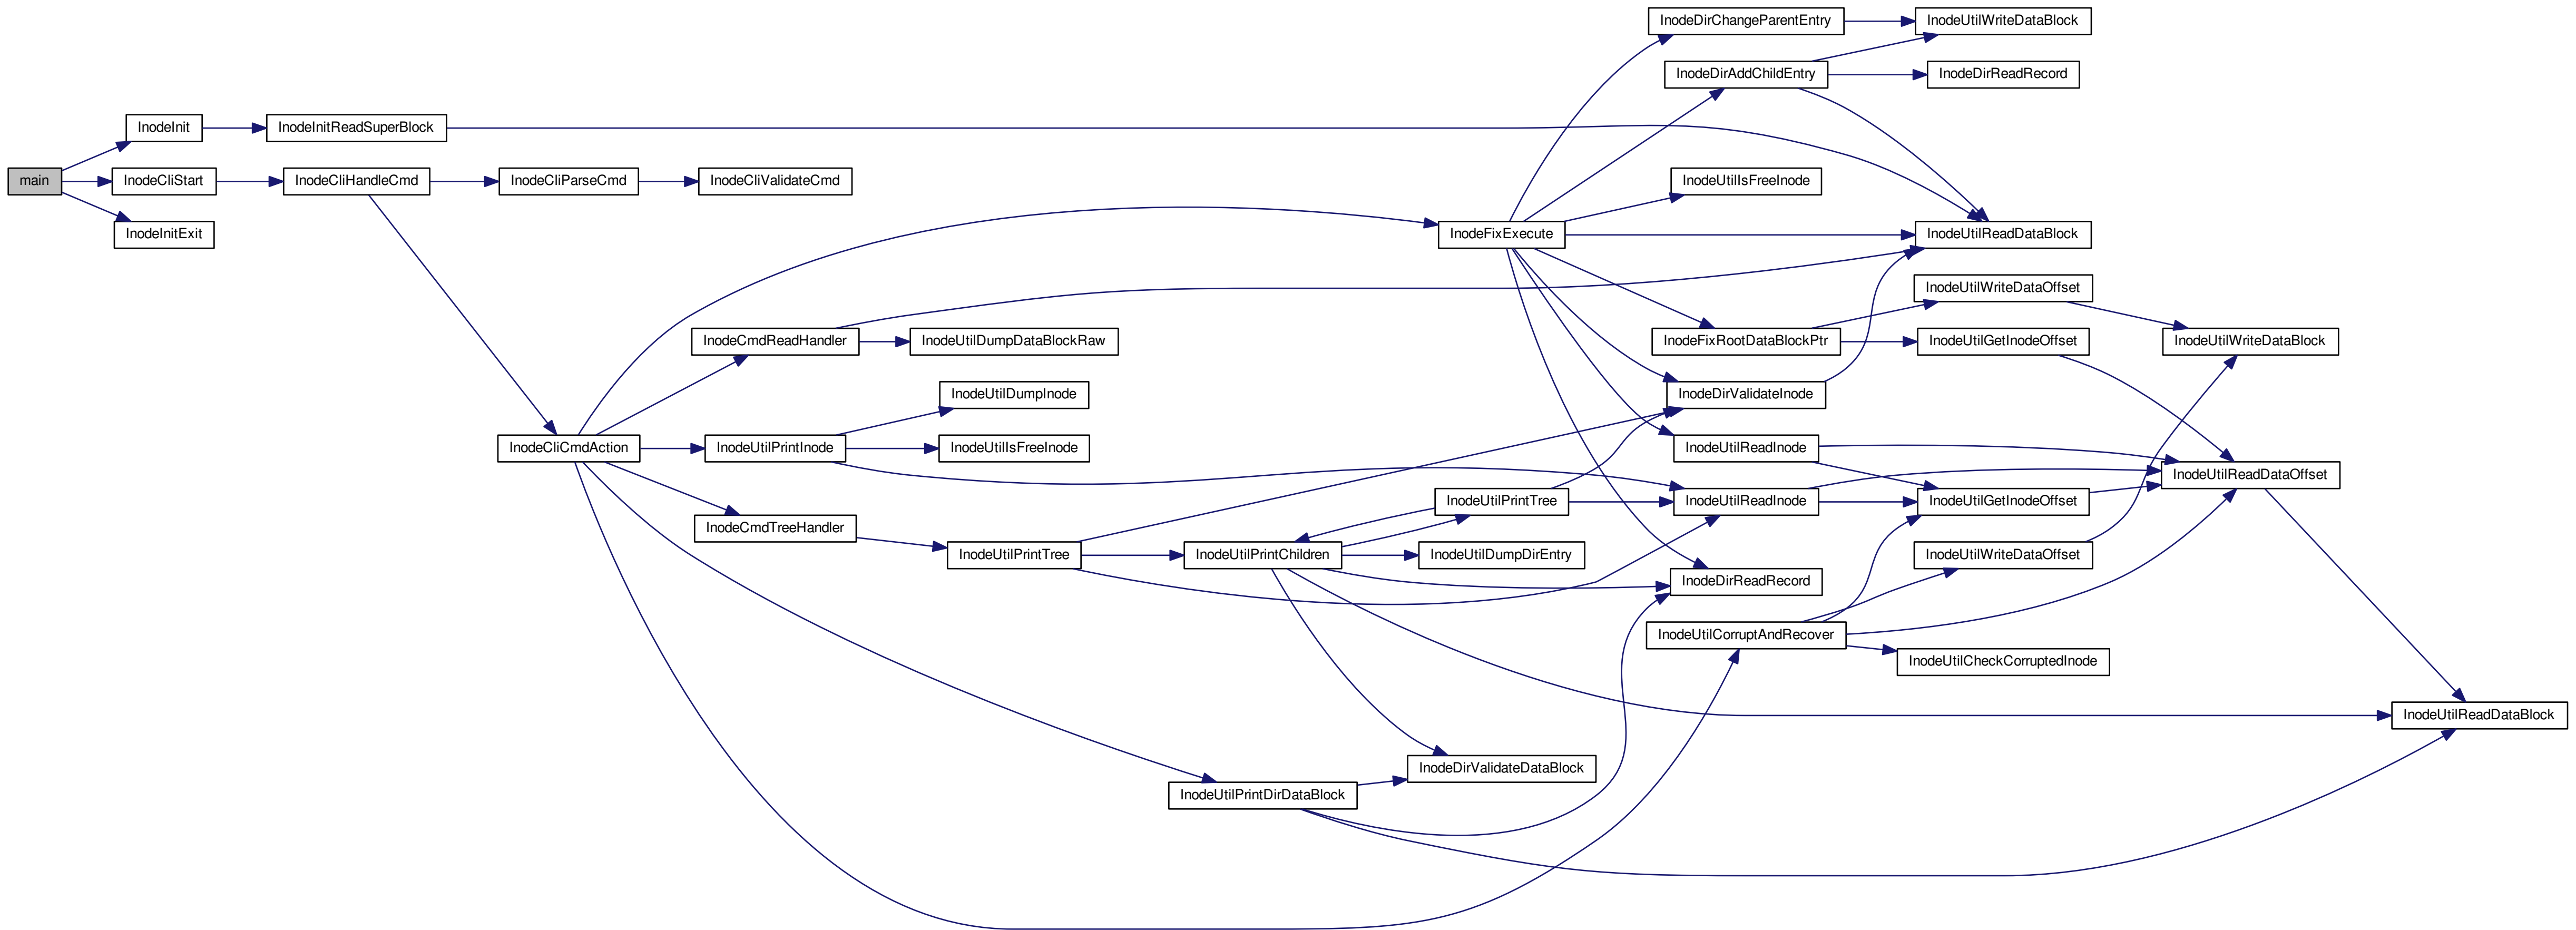 main
InodeInit
InodeCliStart
InodeInitExit
InodeInitReadSuperBlock
InodeCliHandleCmd
InodeCliParseCmd
InodeCliValidateCmd
InodeCliCmdAction
InodeCmdReadHandler
InodeUtilDumpDataBlockRaw
InodeUtilPrintInode
InodeUtilDumpInode
InodeUtilIsFreeInode
InodeCmdTreeHandler
InodeUtilPrintTree
InodeUtilPrintChildren
InodeUtilPrintDirDataBlock
InodeFixExecute
InodeUtilPrintTree
InodeUtilDumpDirEntry
InodeDirValidateDataBlock
InodeDirChangeParentEntry
InodeDirAddChildEntry
InodeUtilIsFreeInode
InodeFixRootDataBlockPtr
InodeDirValidateInode
InodeUtilReadInode
InodeUtilReadInode
InodeDirReadRecord
InodeUtilCorruptAndRecover
InodeUtilWriteDataBlock
InodeDirReadRecord
InodeUtilReadDataBlock
InodeUtilWriteDataOffset
InodeUtilGetInodeOffset
InodeUtilGetInodeOffset
InodeUtilWriteDataOffset
InodeUtilCheckCorruptedInode
InodeUtilWriteDataBlock
InodeUtilReadDataOffset
InodeUtilReadDataBlock